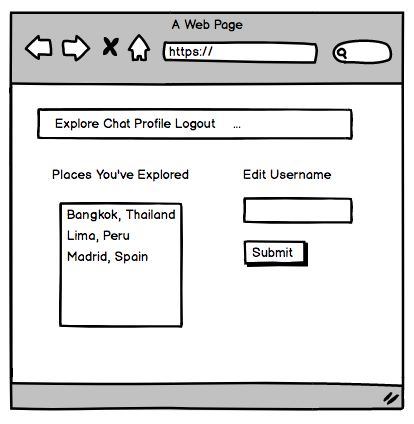 A Web Page
https://
Explore Chat Profile Logout ...
Places You've Explored
Bangkok, Thailand
Lima, Peru
Madrid, Spain
Edit Username
Submit